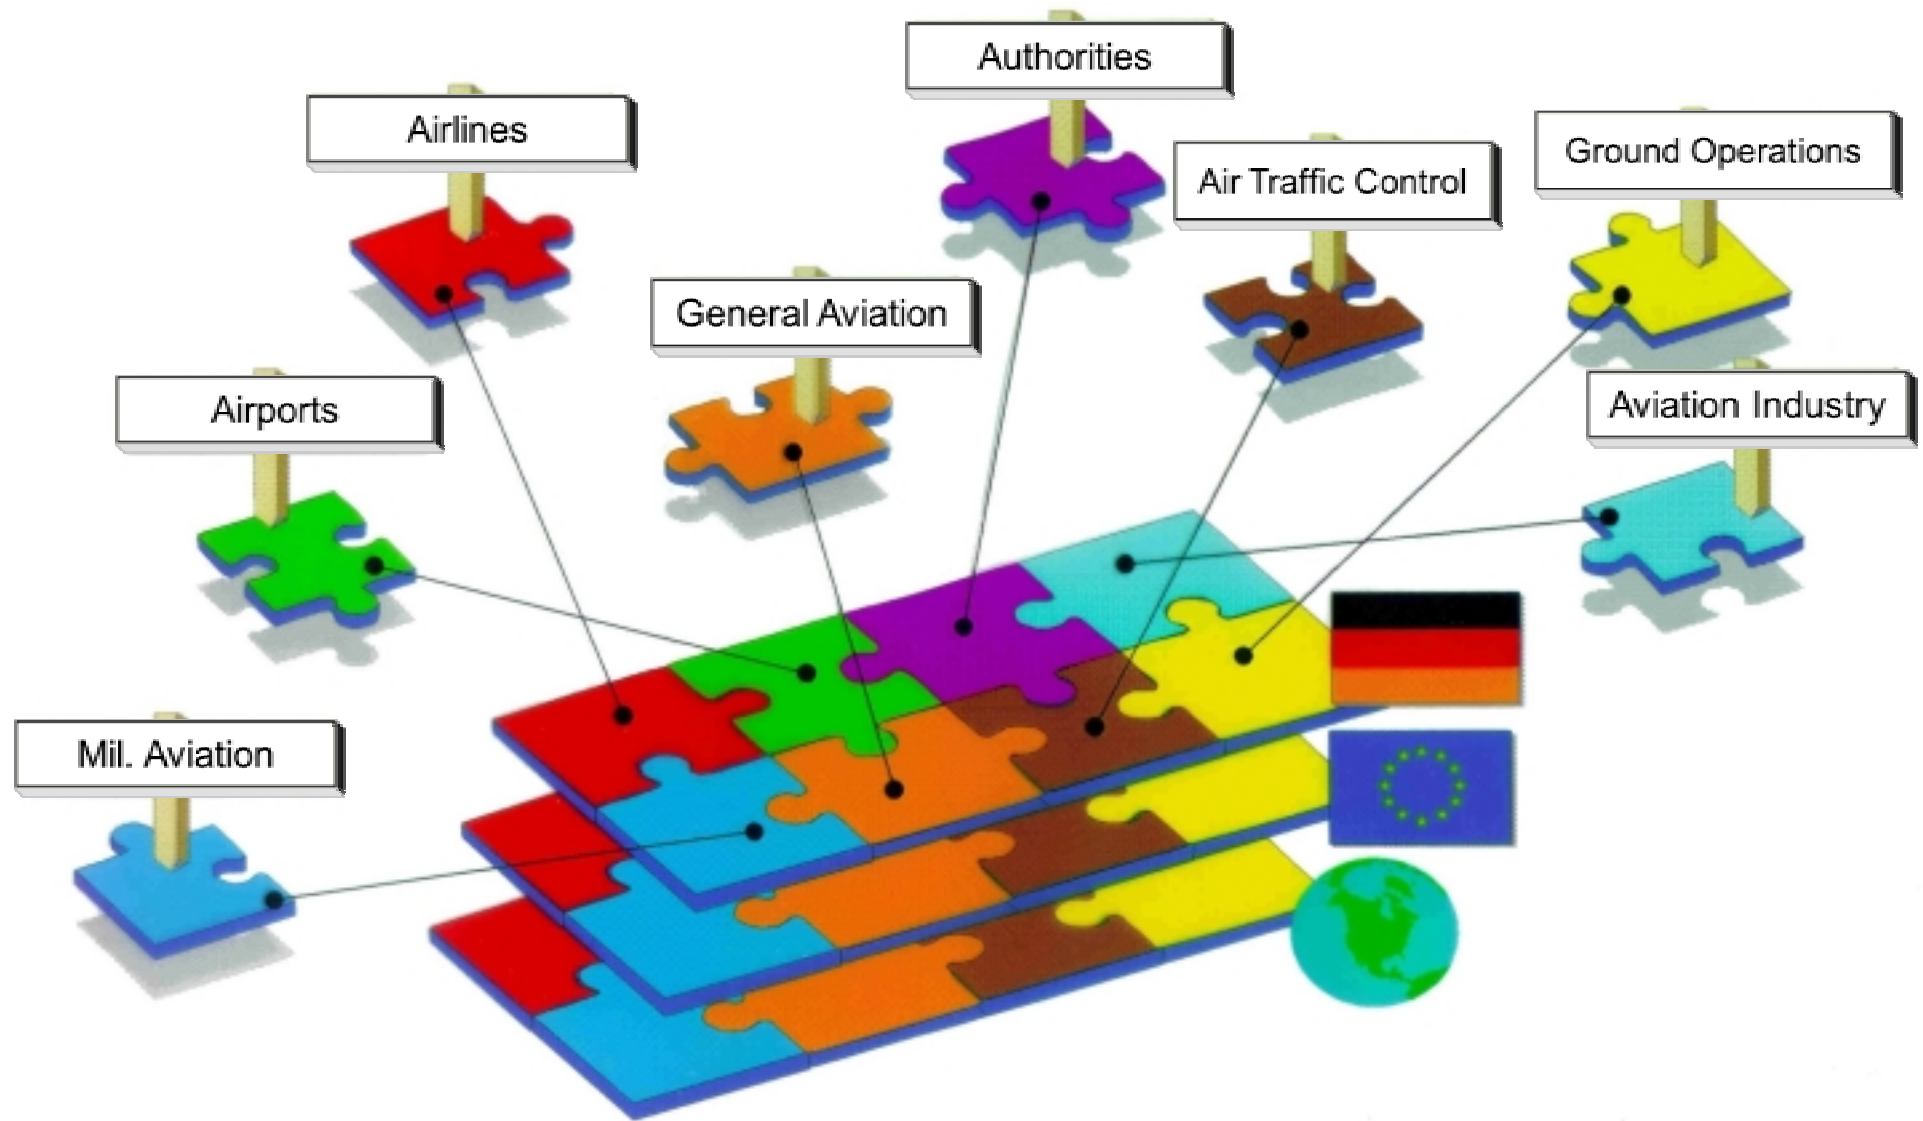 Authorities
Airlines
Ground Operations
Air Traffic Control
General Aviation
Aviation Industry
Airports
Mil. Aviation